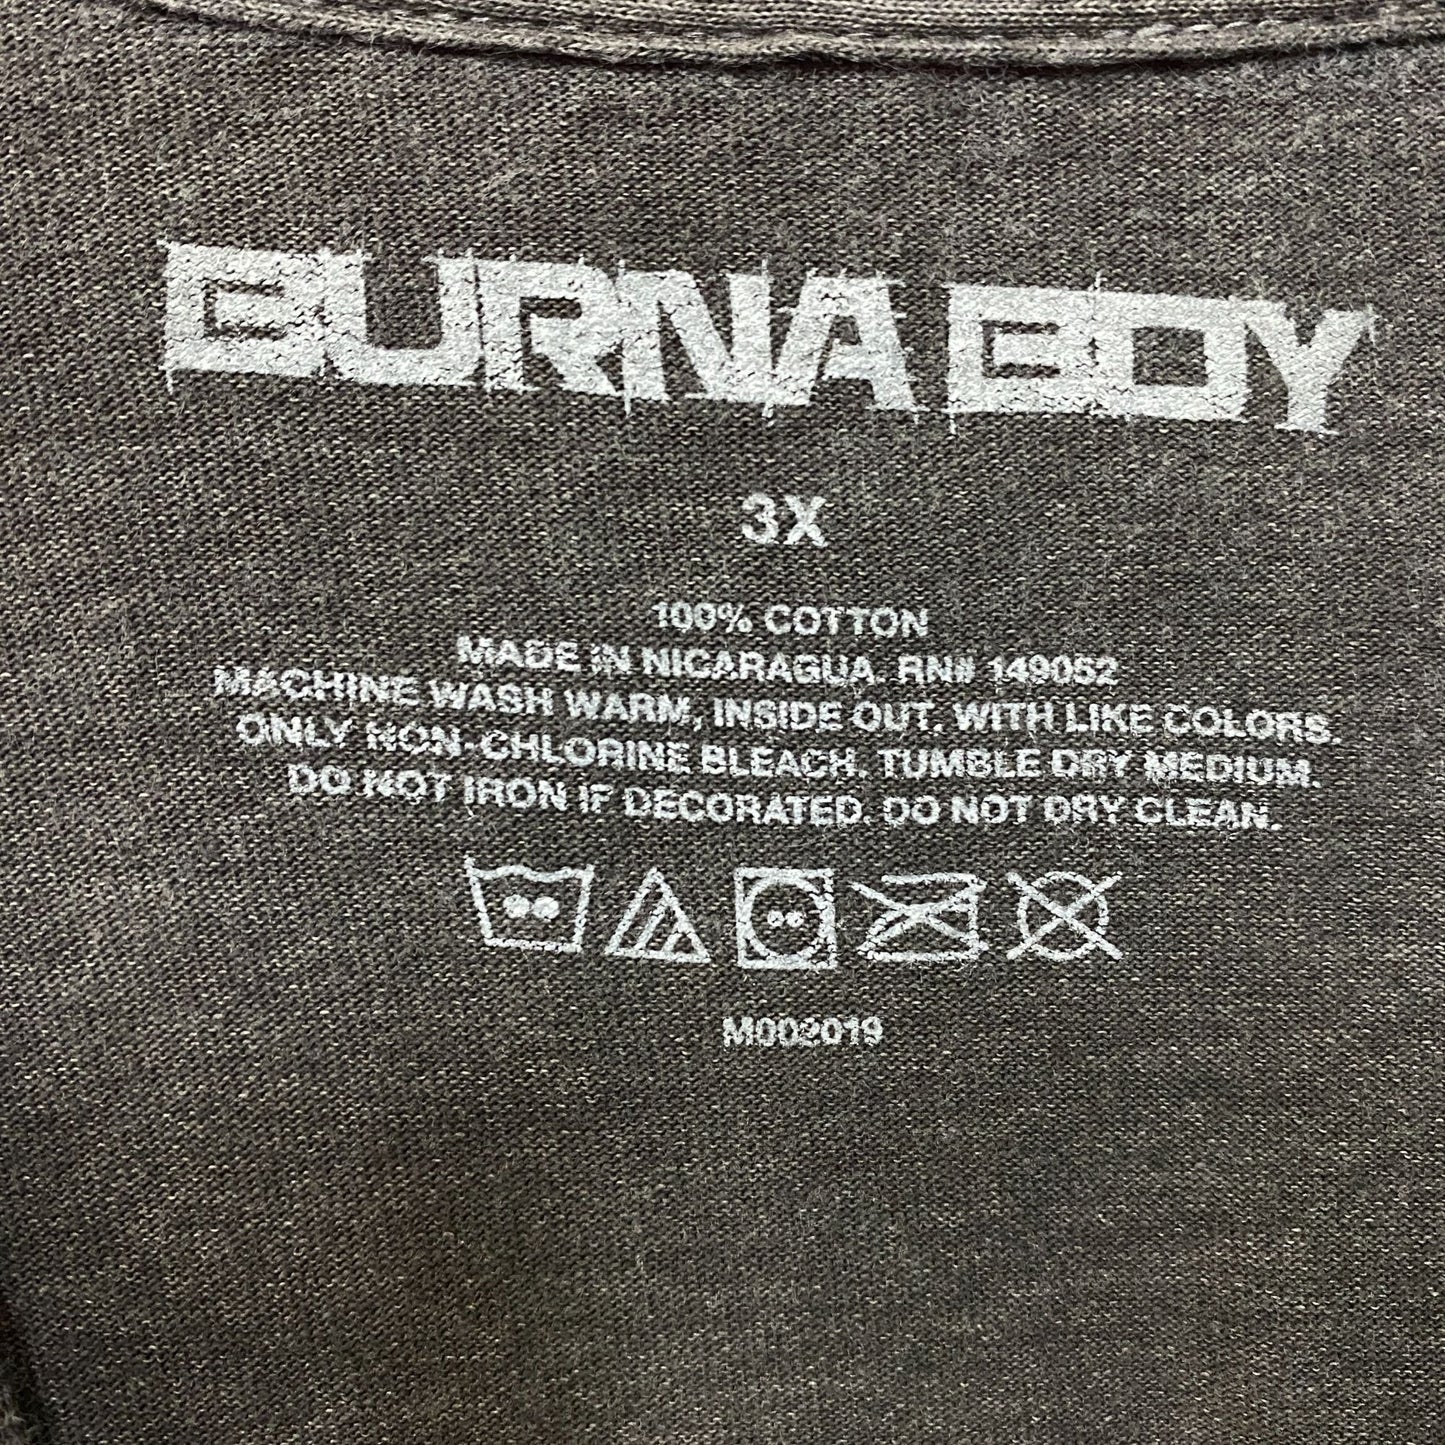 BURNA BOY
3X
100% COTTON
MADE IN NICARAGUA. RN# 149052
MACHINE WASH WARM, INSIDE OUT, WITH LIKE COLORS.
ONLY NON-CHLORINE BLEACH. TUMBLE DRY MEDIUM.
DO NOT IRON IF DECORATED. DO NOT DRY CLEAN.
M002019